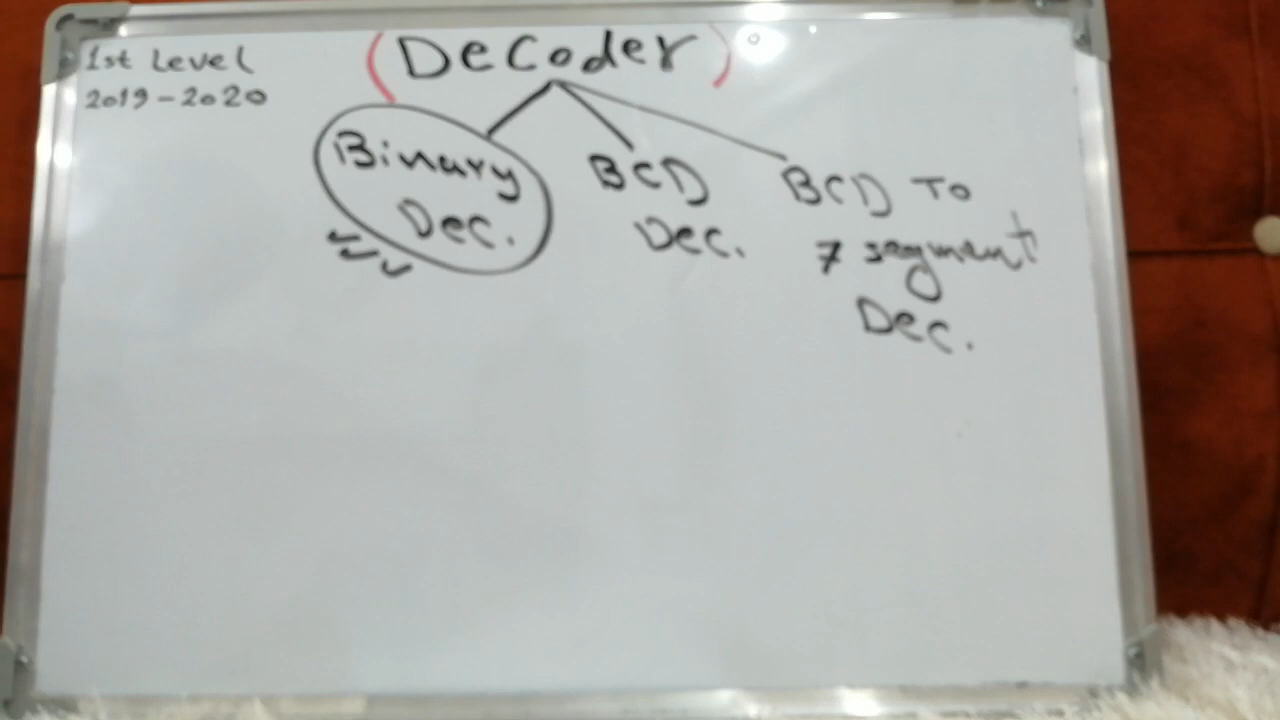 1st Level
2019-2020
(Decoder)
Binary
Dec.
BCD
Dec.
BCD To
7 segment
Dec.